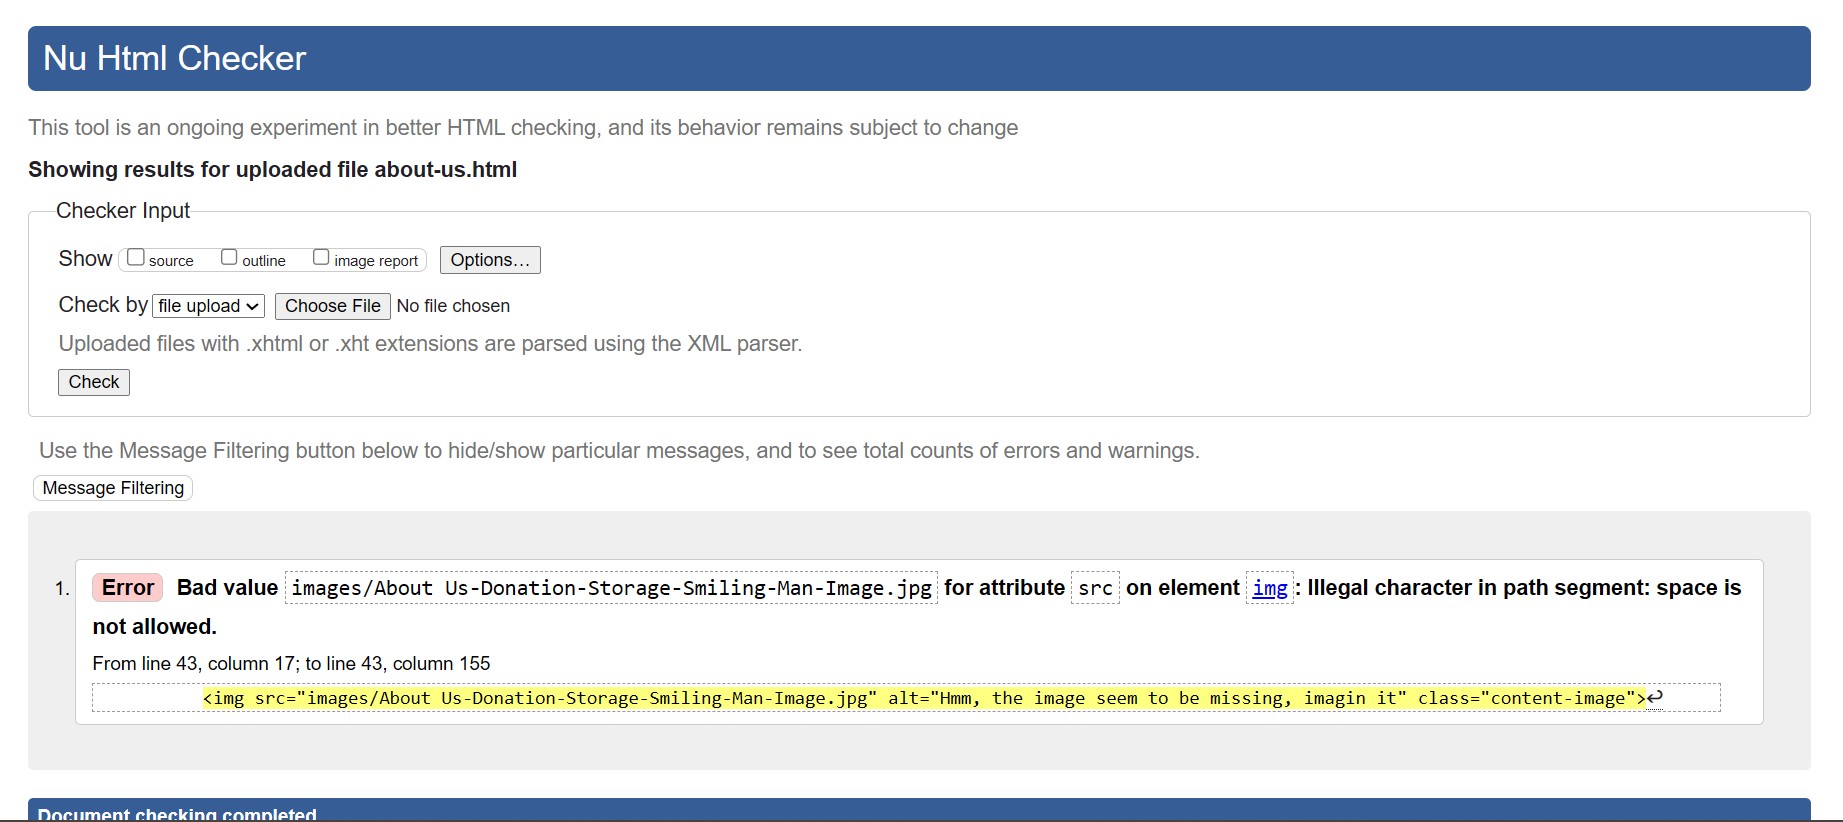 Nu Html Checker
This tool is an ongoing experiment in better HTML checking, and its behavior remains subject to change
Showing results for uploaded file about-us.html
Checker Input
Show source outline image report Options…
Check by file upload Choose File No file chosen
Uploaded files with .xhtml or .xht extensions are parsed using the XML parser.
Check
Use the Message Filtering button below to hide/show particular messages, and to see total counts of errors and warnings.
Message Filtering
1. Error Bad value images/About Us-Donation-Storage-Smiling-Man-Image.jpg for attribute src on element img: Illegal character in path segment: space is
not allowed.
From line 43, column 17; to line 43, column 155
<img src="images/About Us-Donation-Storage-Smiling-Man-Image.jpg" alt="Hmm, the image seem to be missing, imagin it" class="content-image">↩
Document checking completed